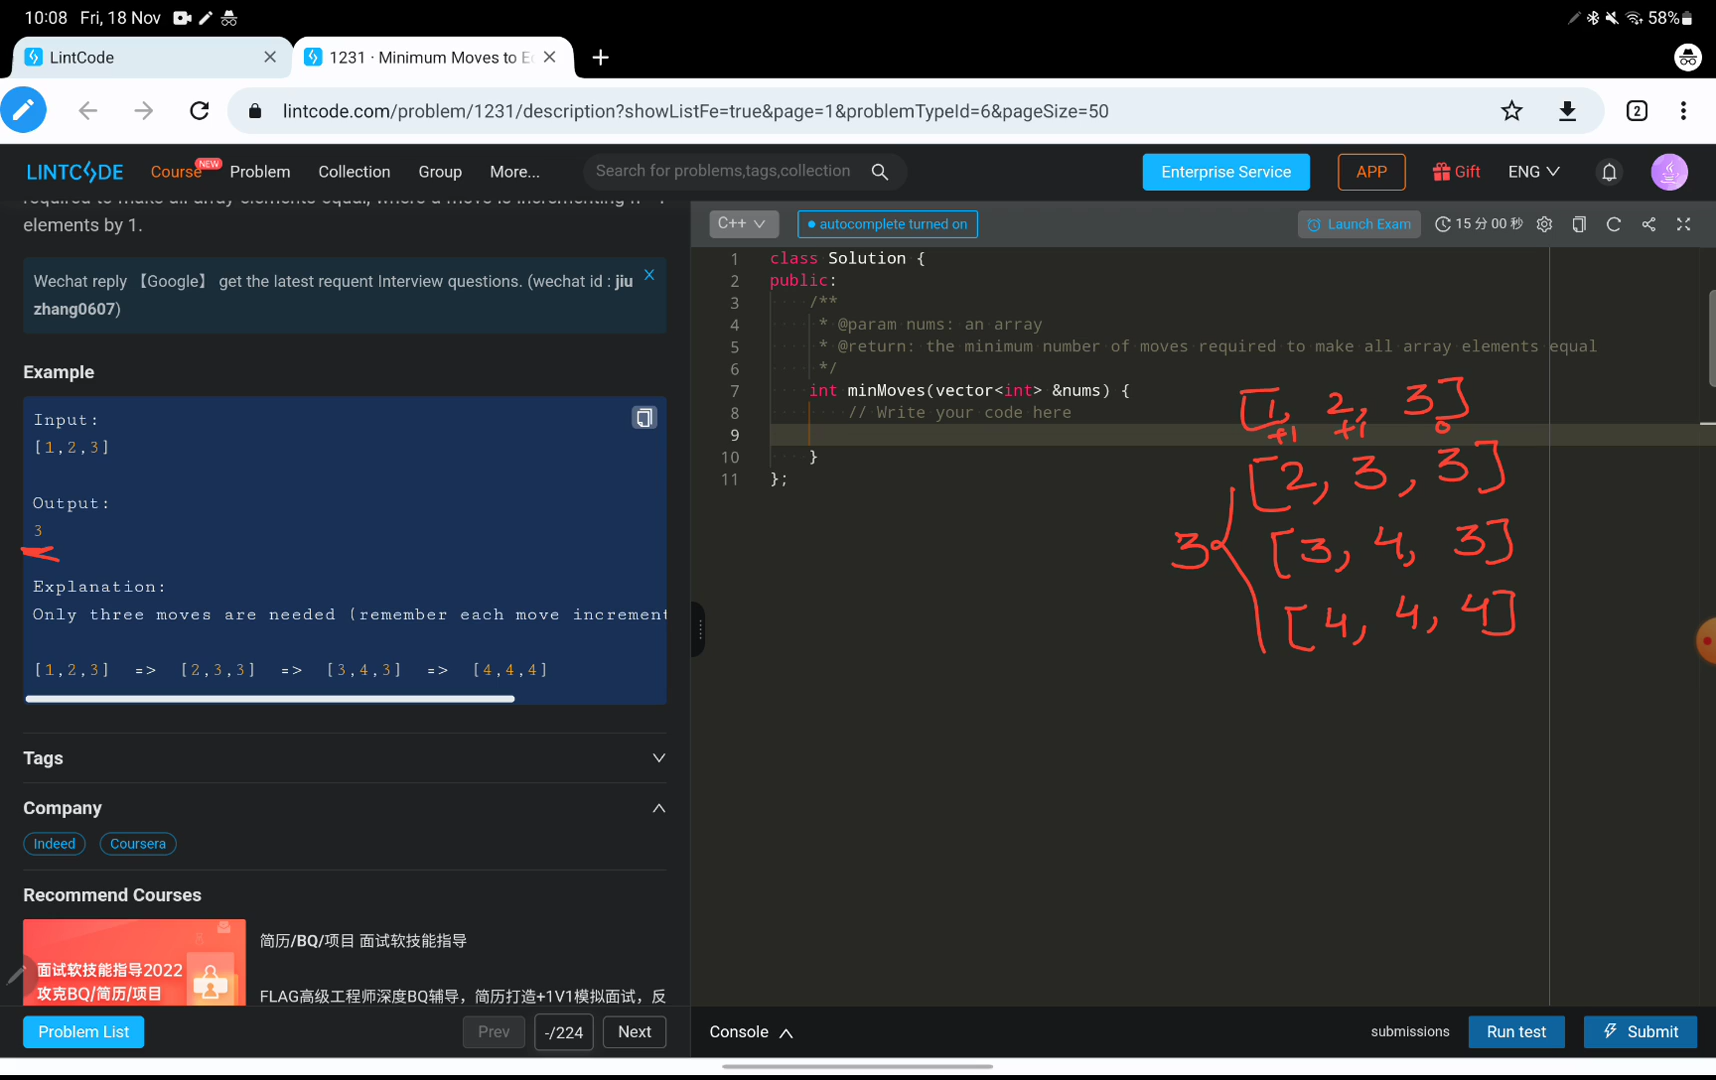 10:08 Fri, 18 Nov 58%
LintCode 1231 · Minimum Moves to Ec
lintcode.com/problem/1231/description?showListFe=true&page=1&problemTypeId=6&pageSize=50 2
LINTCODE Course NEW Problem Collection Group More... Search for problems,tags,collection Enterprise Service APP Gift ENG
elements by 1.
Wechat reply 【Google】 get the latest requent Interview questions. (wechat id : jiu
zhang0607)
Example
Input:
[1,2,3]
Output:
3
Explanation:
Only three moves are needed (remember each move increment
[1,2,3] => [2,3,3] => [3,4,3] => [4,4,4]
Tags
Company
Indeed Coursera
Recommend Courses
面试软技能指导2022
攻克BQ/简历/项目
简历/BQ/项目 面试软技能指导
FLAG高级工程师深度BQ辅导，简历打造+1V1模拟面试，反
Problem List Prev -/224 Next
C++ autocomplete turned on Launch Exam 15 分 00 秒
1 class Solution {
2 public:
3 /**
4 * @param nums: an array
5 * @return: the minimum number of moves required to make all array elements equal
6 */
7 int minMoves(vector<int> &nums) {
8 // Write your code here
9
10 }
11 };
[1, 2, 3]
+1 +1 0
[2, 3, 3]
3 [3, 4, 3]
[4, 4, 4]
Console submissions Run test Submit